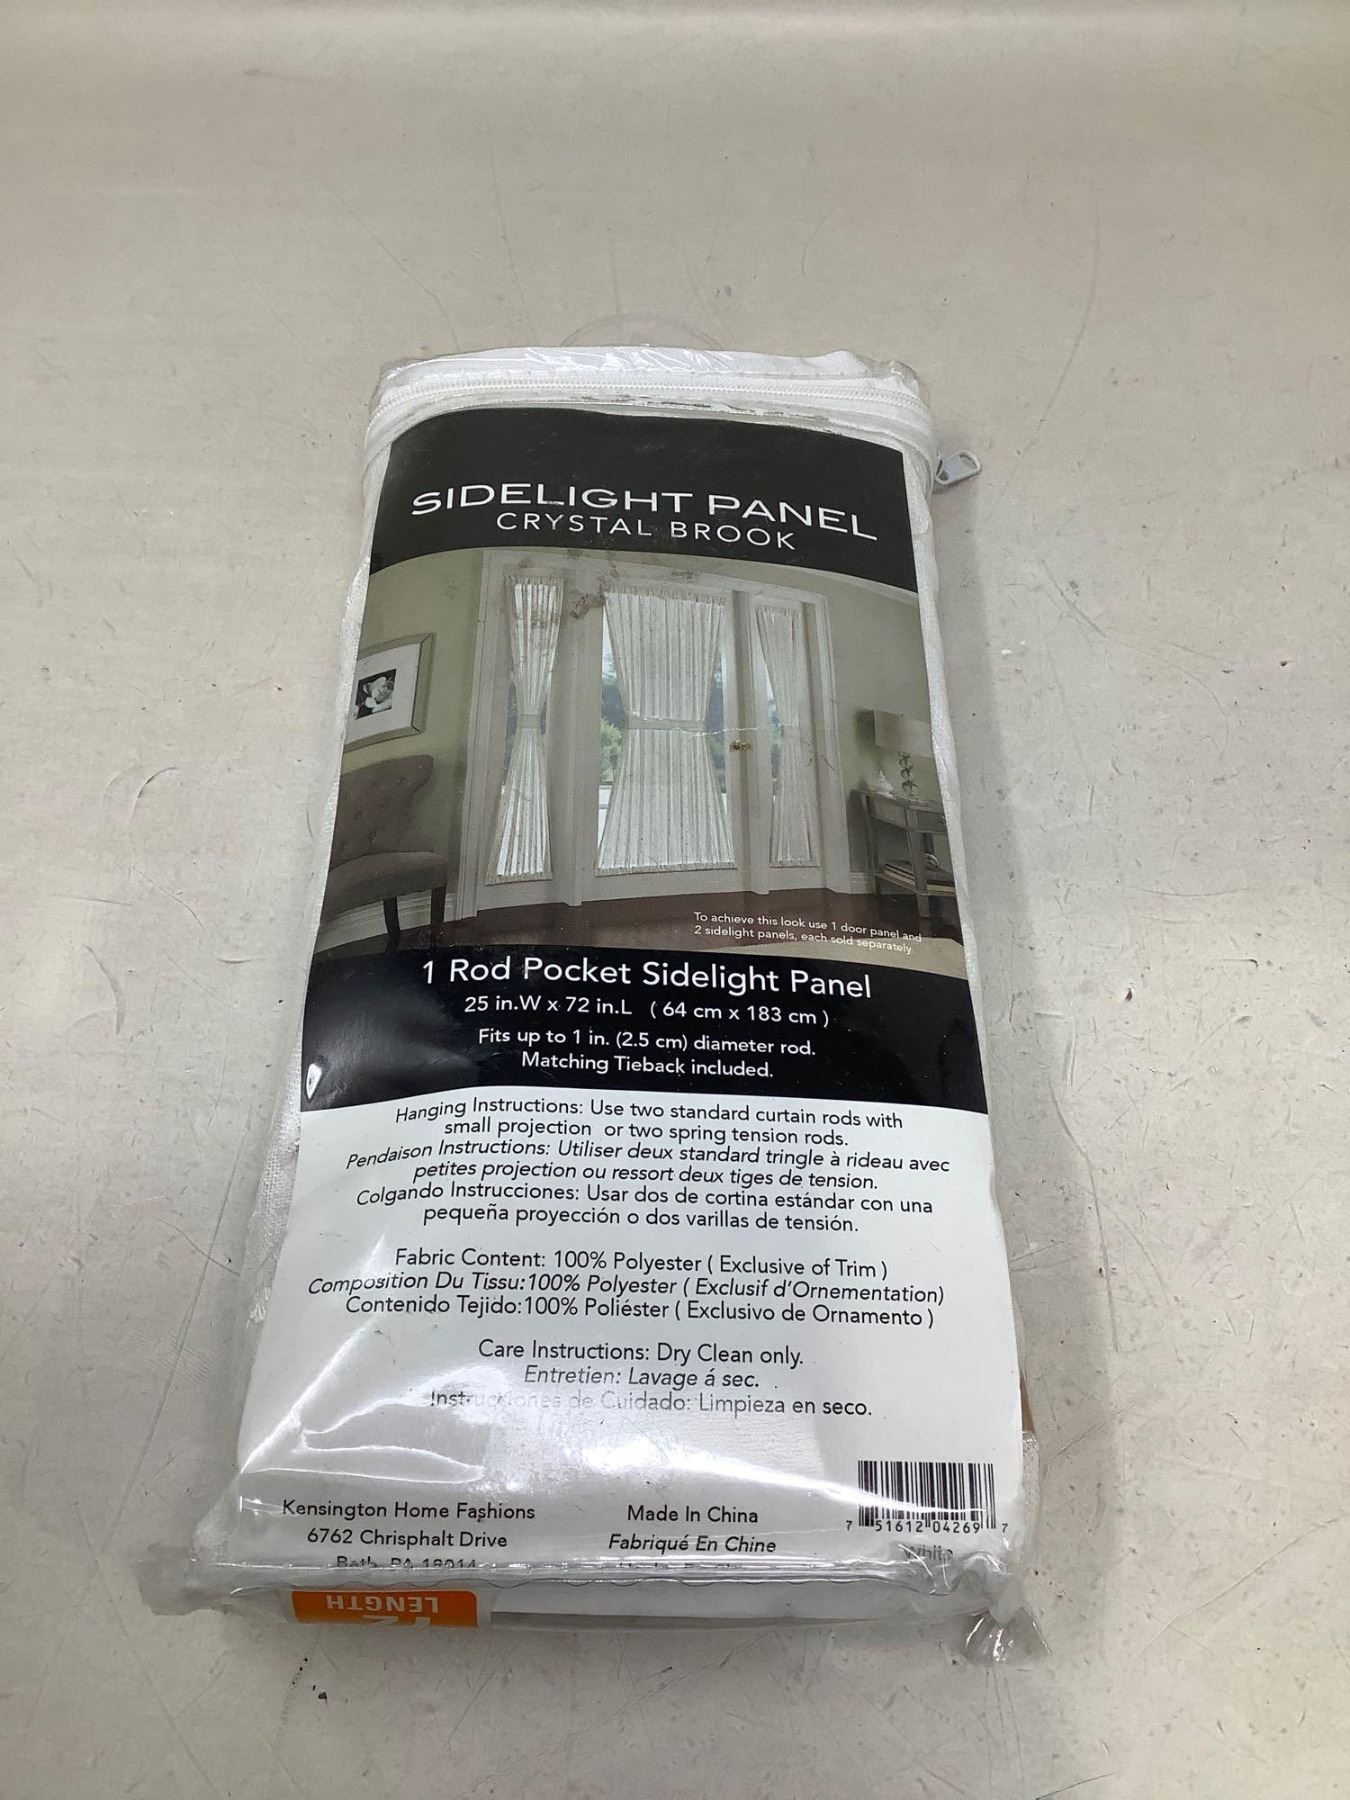 SIDELIGHT PANEL
CRYSTAL BROOK
To achieve this look use 1 door panel and
2 sidelight panels, each sold separately.
1 Rod Pocket Sidelight Panel
25 in.W x 72 in.L ( 64 cm x 183 cm )
Fits up to 1 in. (2.5 cm) diameter rod.
Matching Tieback included.
Hanging Instructions: Use two standard curtain rods with
small projection or two spring tension rods.
Pendaison Instructions: Utiliser deux standard tringle à rideau avec
petites projection ou ressort deux tiges de tension.
Colgando Instrucciones: Usar dos de cortina estándar con una
pequeña proyección o dos varillas de tensión.
Fabric Content: 100% Polyester ( Exclusive of Trim )
Composition Du Tissu:100% Polyester ( Exclusif d'Ornementation)
Contenido Tejido:100% Poliéster ( Exclusivo de Ornamento )
Care Instructions: Dry Clean only.
Entretien: Lavage á sec.
Instrucciones de Cuidado: Limpieza en seco.
Kensington Home Fashions
6762 Chrisphalt Drive
Bath, PA 18014
Made In China
Fabriqué En Chine
7 51612 04269 7
White
72
LENGTH